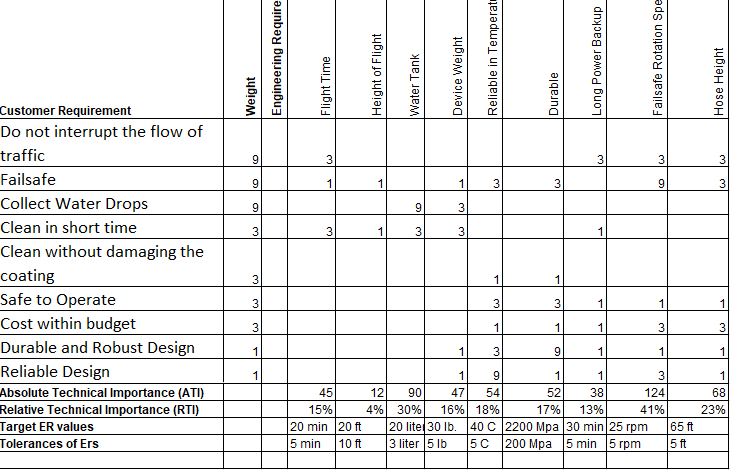 Customer Requirement Weight Engineering Require Flight Time Height of Flight Water Tank Device Weight Reliable in Durable Long Power Backup Failsafe Rotation Hose Height
Do not interrupt the flow of
traffic 9 3 3 3 3
Failsafe 9 1 1 1 3 3 9 3
Collect Water Drops 9 9 3
Clean in short time 3 3 1 3 3 1
Clean without damaging the
coating 3 1 1
Safe to Operate 3 3 3 1 1 1
Cost within budget 3 1 1 1 3 3
Durable and Robust Design 1 1 3 9 1 1 1
Reliable Design 1 1 9 1 1 3 1
Absolute Technical Importance (ATI) 45 12 90 47 54 52 38 124 68
Relative Technical Importance (RTI) 15% 4% 30% 16% 18% 17% 13% 41% 23%
Target ER values 20 min 20 ft 20 liter 30 lb. 40 C 2200 Mpa 30 min 25 rpm 65 ft
Tolerances of Ers 5 min 10 ft 3 liter 5 lb 5 C 200 Mpa 5 min 5 rpm 5 ft